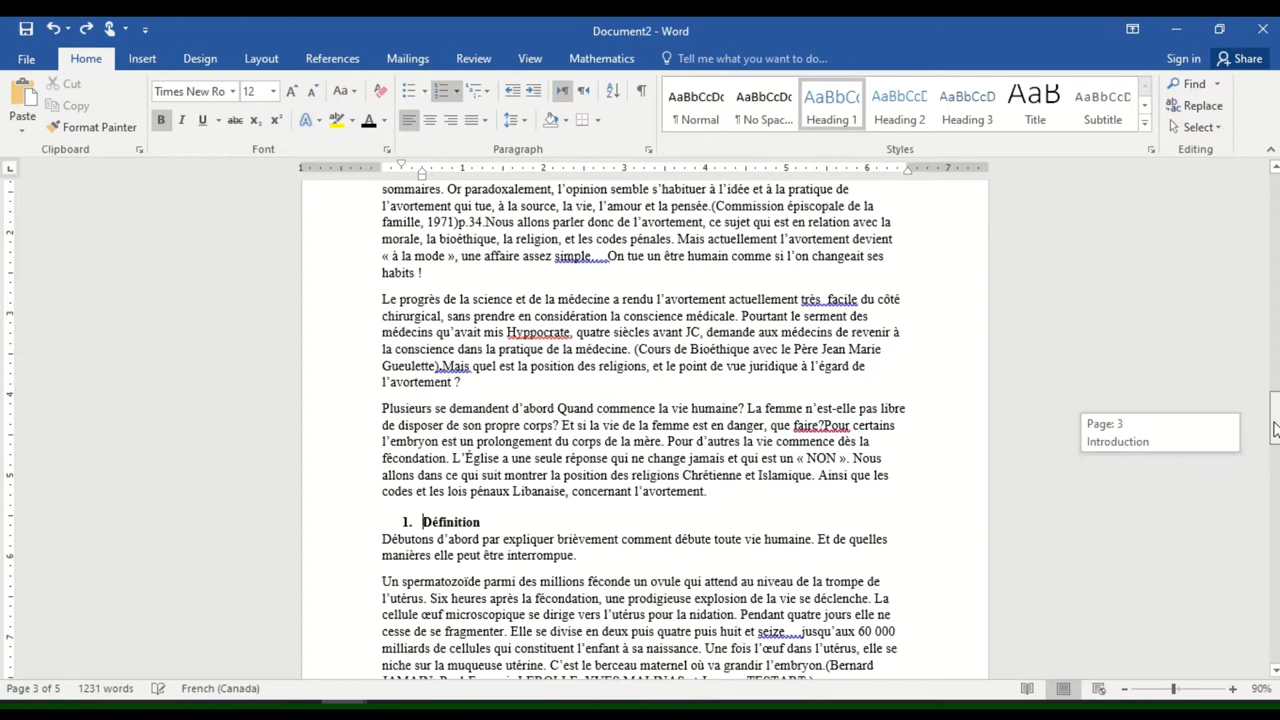 Document2 - Word
File Home Insert Design Layout References Mailings Review View Mathematics Tell me what you want to do... Sign in Share
Paste Cut Copy Format Painter Clipboard
Times New Ro 12 Aa B I U abc x₂ x² A A Font
Paragraph
AaBbCcDc ¶ Normal
AaBbCcDc ¶ No Spac...
AaBbCc Heading 1
AaBbCcD Heading 2
AaBbCcD Heading 3
AaB Title
AaBbCcD Subtitle
Styles
Find Replace Select Editing
1 1 2 3 4 5 6 7
2 3 4 5 6 7
sommaires. Or paradoxalement, l’opinion semble s’habituer à l’idée et à la pratique de
l’avortement qui tue, à la source, la vie, l’amour et la pensée.(Commission épiscopale de la
famille, 1971)p.34.Nous allons parler donc de l’avortement, ce sujet qui est en relation avec la
morale, la bioéthique, la religion, et les codes pénales. Mais actuellement l’avortement devient
« à la mode », une affaire assez simple....On tue un être humain comme si l’on changeait ses
habits !
Le progrès de la science et de la médecine a rendu l’avortement actuellement très  facile du côté
chirurgical, sans prendre en considération la conscience médicale. Pourtant le serment des
médecins qu’avait mis Hyppocrate, quatre siècles avant JC, demande aux médecins de revenir à
la conscience dans la pratique de la médecine. (Cours de Bioéthique avec le Père Jean Marie
Gueulette).Mais quel est la position des religions, et le point de vue juridique à l’égard de
l’avortement ?
Plusieurs se demandent d’abord Quand commence la vie humaine? La femme n’est-elle pas libre
de disposer de son propre corps? Et si la vie de la femme est en danger, que faire?Pour certains
l’embryon est un prolongement du corps de la mère. Pour d’autres la vie commence dès la
fécondation. L’Église a une seule réponse qui ne change jamais et qui est un « NON ». Nous
allons dans ce qui suit montrer la position des religions Chrétienne et Islamique. Ainsi que les
codes et les lois pénaux Libanaise, concernant l’avortement.
1. Définition
Débutons d’abord par expliquer brièvement comment débute toute vie humaine. Et de quelles
manières elle peut être interrompue.
Un spermatozoïde parmi des millions féconde un ovule qui attend au niveau de la trompe de
l’utérus. Six heures après la fécondation, une prodigieuse explosion de la vie se déclenche. La
cellule œuf microscopique se dirige vers l’utérus pour la nidation. Pendant quatre jours elle ne
cesse de se fragmenter. Elle se divise en deux puis quatre puis huit et seize....jusqu’aux 60 000
milliards de cellules qui constituent l’enfant à sa naissance. Une fois l’œuf dans l’utérus, elle se
niche sur la muqueuse utérine. C’est le berceau maternel où va grandir l’embryon.(Bernard
Page: 3
Introduction
Page 3 of 5 1231 words French (Canada) 90%